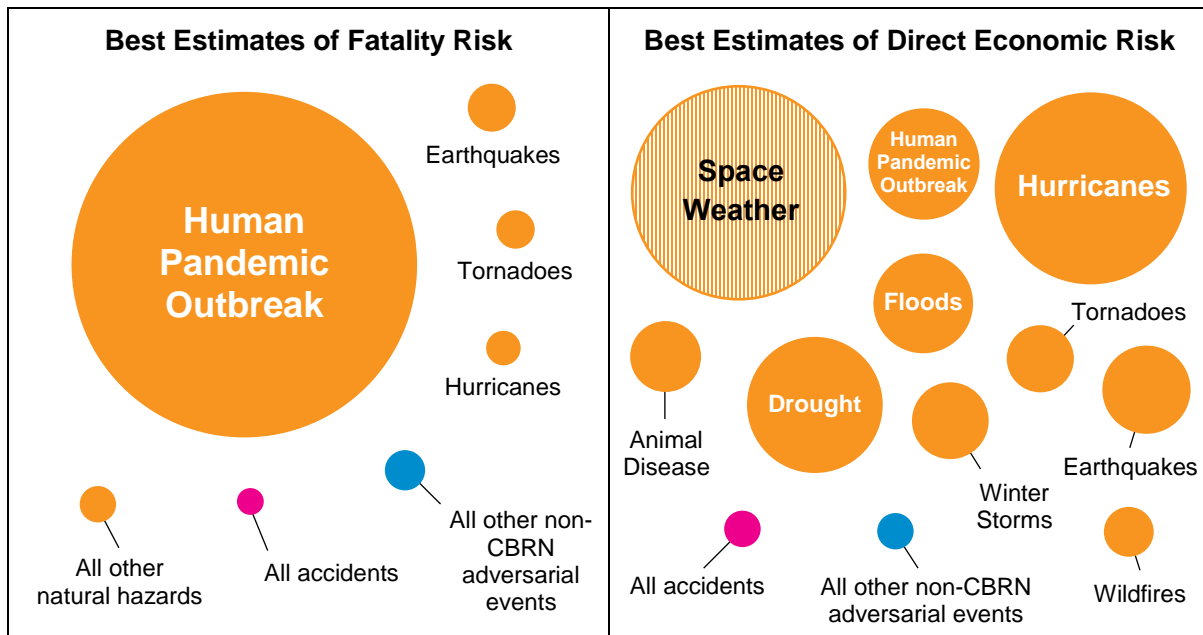 Best Estimates of Fatality Risk
Human
Pandemic
Outbreak
Earthquakes
Tornadoes
Hurricanes
All other
natural hazards
All accidents
All other non-
CBRN
adversarial
events
Best Estimates of Direct Economic Risk
Space
Weather
Human
Pandemic
Outbreak
Hurricanes
Floods
Tornadoes
Animal
Disease
Drought
Winter
Storms
Earthquakes
All accidents
All other non-CBRN
adversarial events
Wildfires